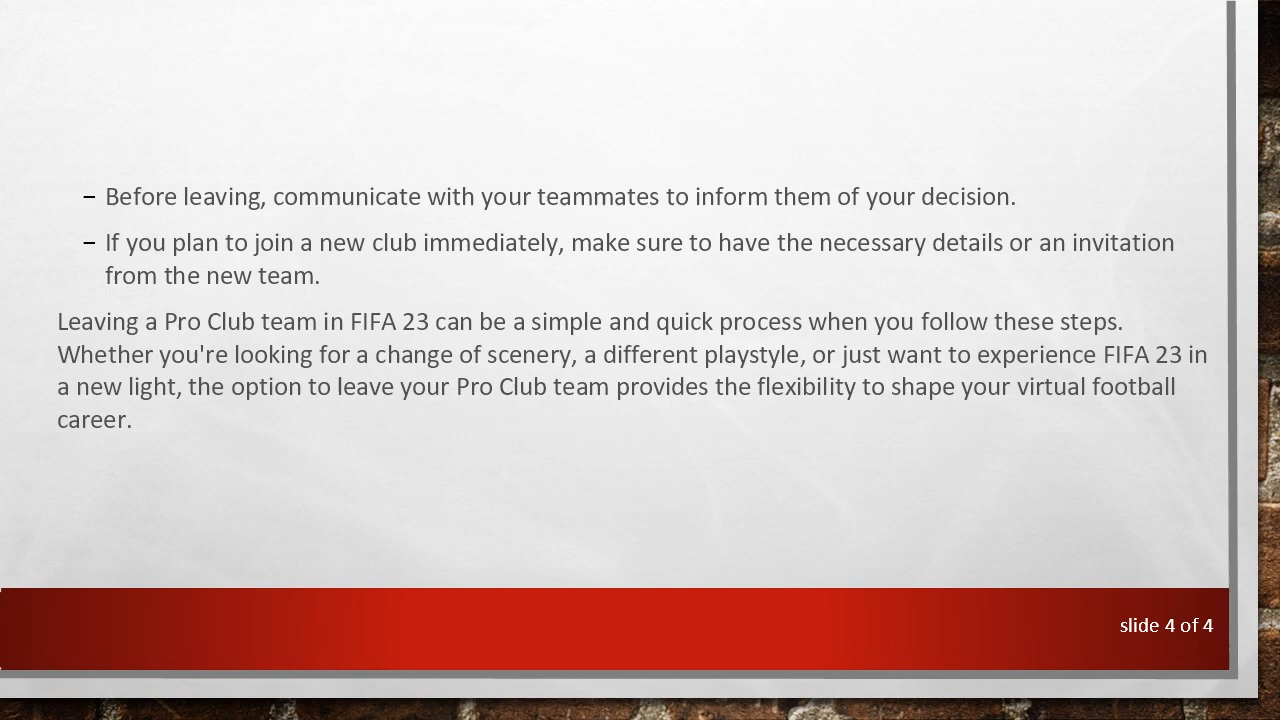 – Before leaving, communicate with your teammates to inform them of your decision.
– If you plan to join a new club immediately, make sure to have the necessary details or an invitation
from the new team.
Leaving a Pro Club team in FIFA 23 can be a simple and quick process when you follow these steps.
Whether you're looking for a change of scenery, a different playstyle, or just want to experience FIFA 23 in
a new light, the option to leave your Pro Club team provides the flexibility to shape your virtual football
career.
slide 4 of 4